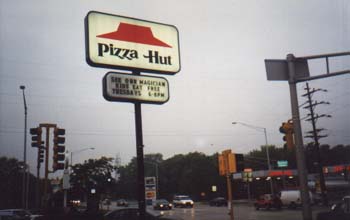 Pizza Hut
SEE OUR MAGICIAN
KIDS EAT FREE
TUESDAYS 6-8PM